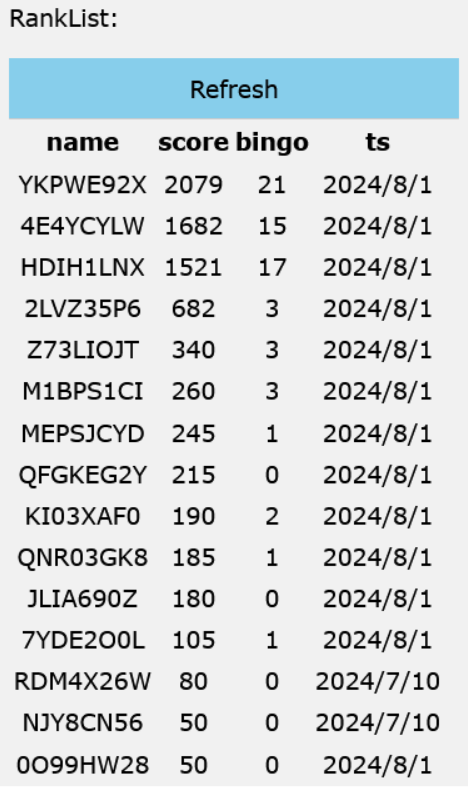 RankList:
Refresh
name score bingo ts
YKPWE92X 2079 21 2024/8/1
4E4YCYLW 1682 15 2024/8/1
HDIH1LNX 1521 17 2024/8/1
2LVZ35P6 682 3 2024/8/1
Z73LIOJT 340 3 2024/8/1
M1BPS1CI 260 3 2024/8/1
MEPSJCYD 245 1 2024/8/1
QFGKEG2Y 215 0 2024/8/1
KI03XAF0 190 2 2024/8/1
QNR03GK8 185 1 2024/8/1
JLIA690Z 180 0 2024/8/1
7YDE2O0L 105 1 2024/8/1
RDM4X26W 80 0 2024/7/10
NJY8CN56 50 0 2024/7/10
0O99HW28 50 0 2024/8/1